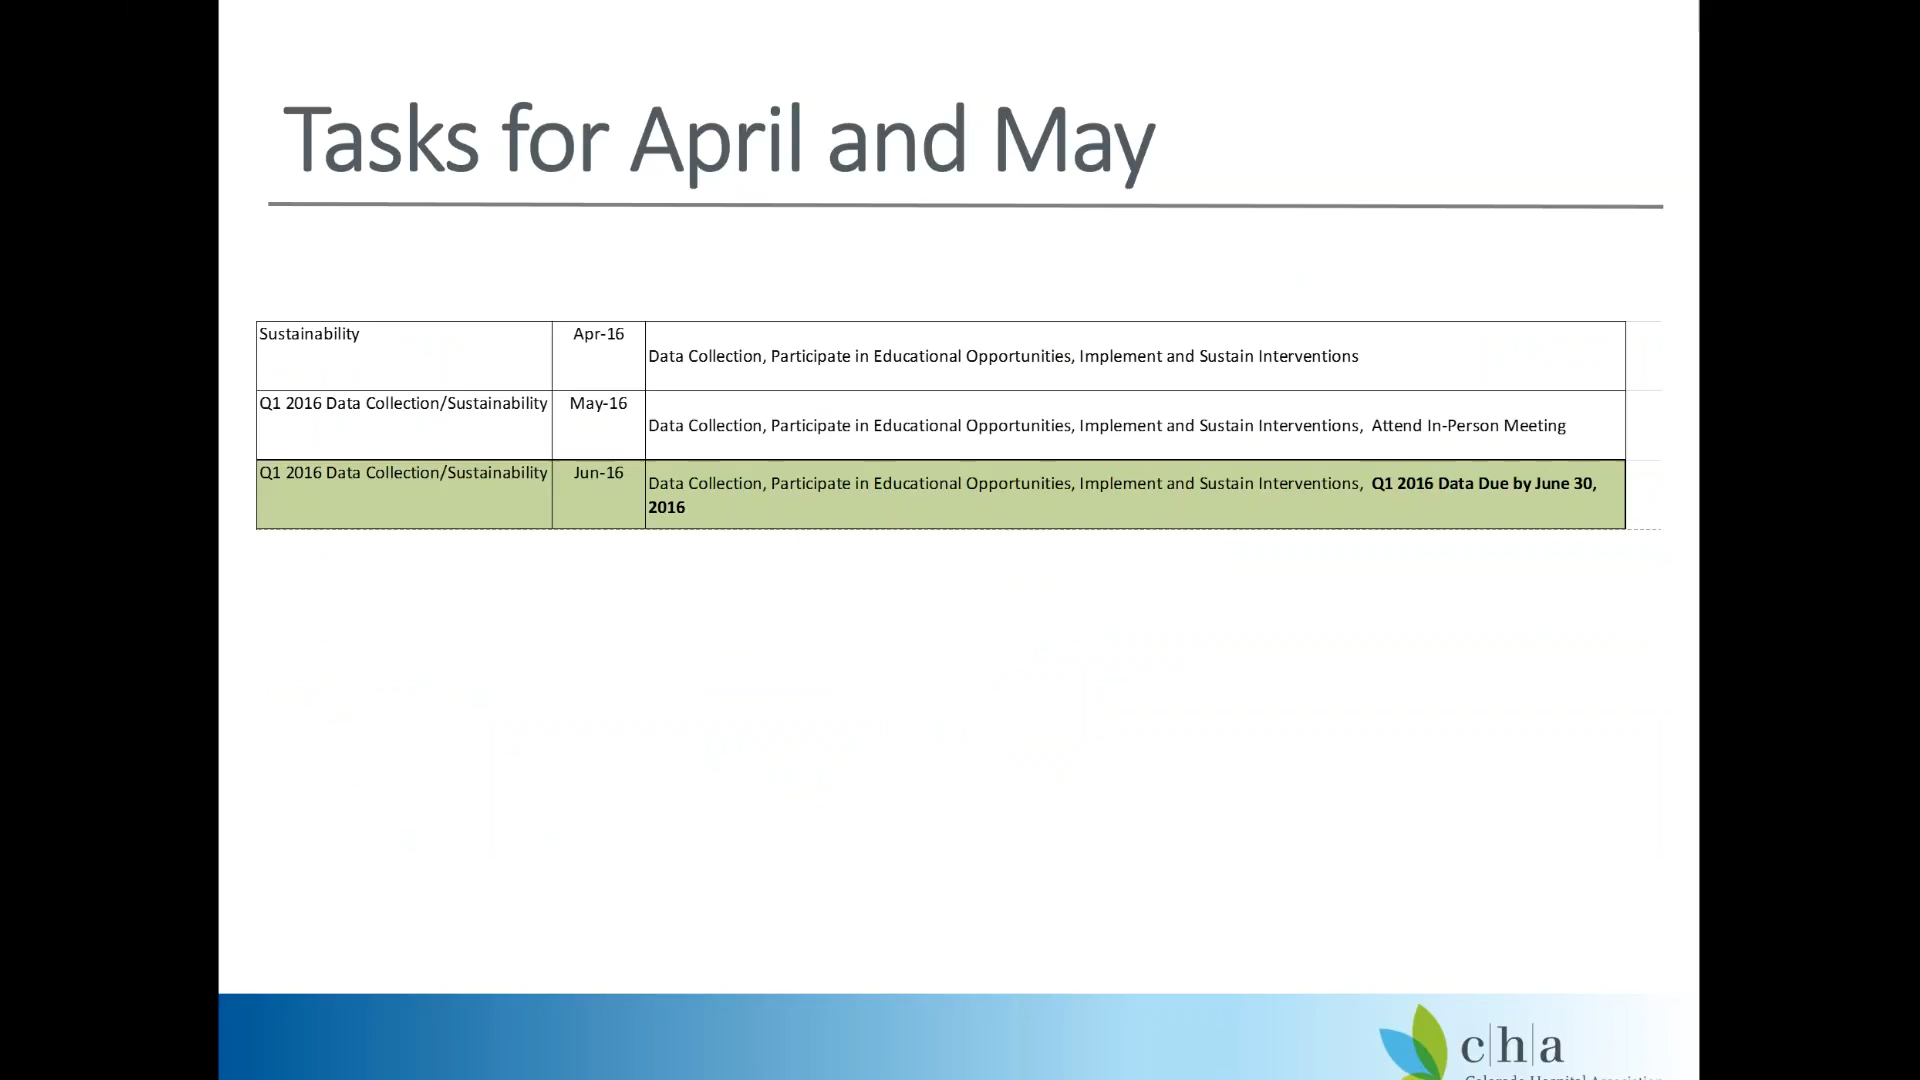 Tasks for April and May
Sustainability
Apr-16
Data Collection, Participate in Educational Opportunities, Implement and Sustain Interventions
Q1 2016 Data Collection/Sustainability
May-16
Data Collection, Participate in Educational Opportunities, Implement and Sustain Interventions, Attend In-Person Meeting
Q1 2016 Data Collection/Sustainability
Jun-16
Data Collection, Participate in Educational Opportunities, Implement and Sustain Interventions, Q1 2016 Data Due by June 30,
2016
c|h|a
Colorado Hospital Association